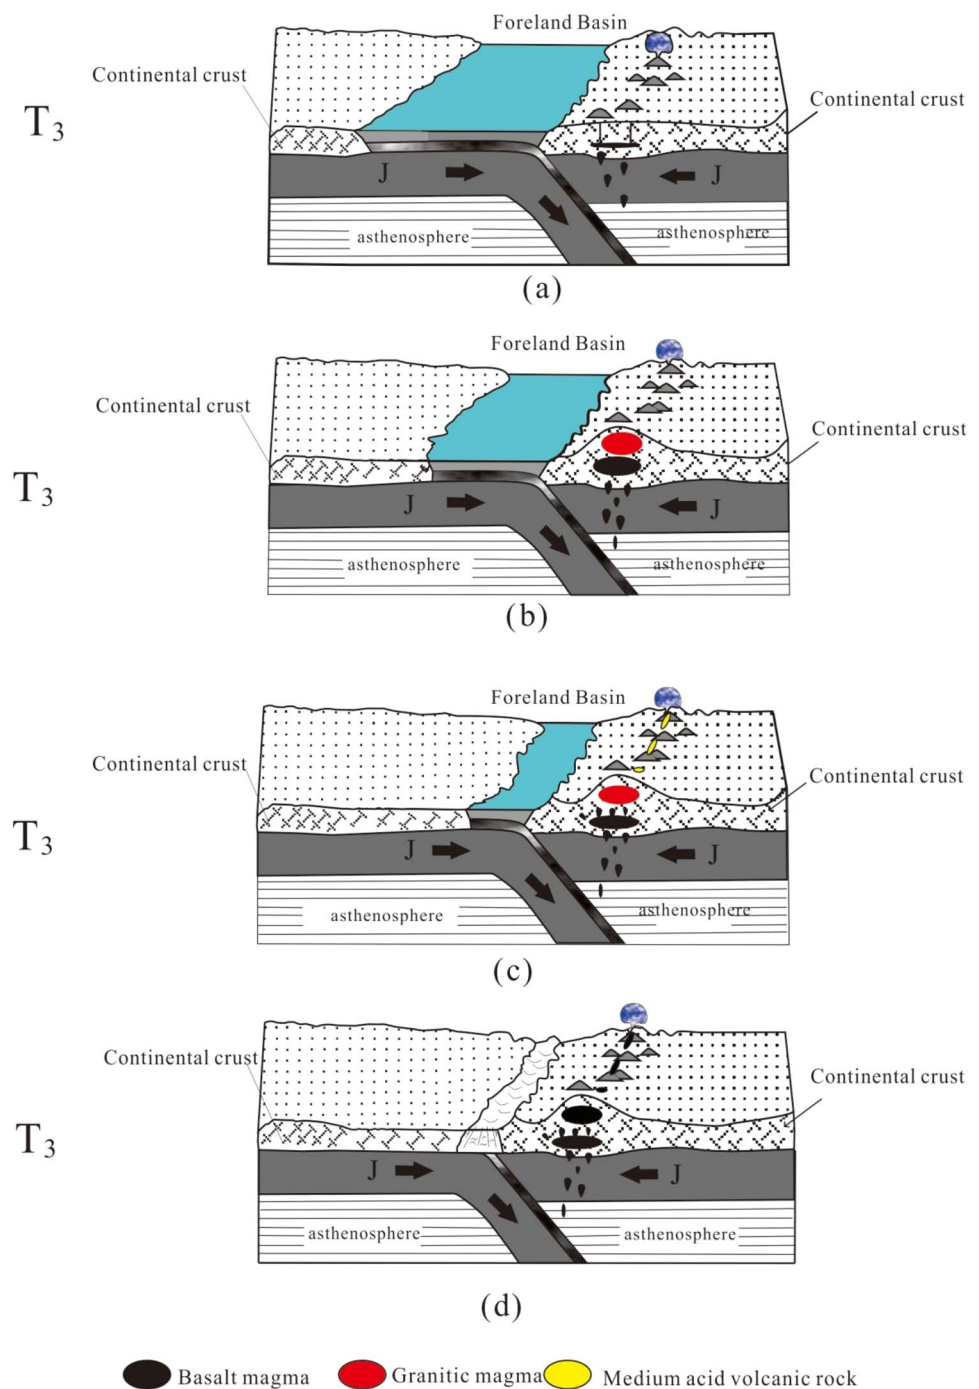 Foreland Basin
Continental crust
Continental crust
T3
J
J
asthenosphere
asthenosphere
(a)
Foreland Basin
Continental crust
Continental crust
T3
J
J
asthenosphere
asthenosphere
(b)
Foreland Basin
Continental crust
Continental crust
T3
J
J
asthenosphere
asthenosphere
(c)
Continental crust
Continental crust
T3
J
J
asthenosphere
asthenosphere
(d)
Basalt magma
Granitic magma
Medium acid volcanic rock